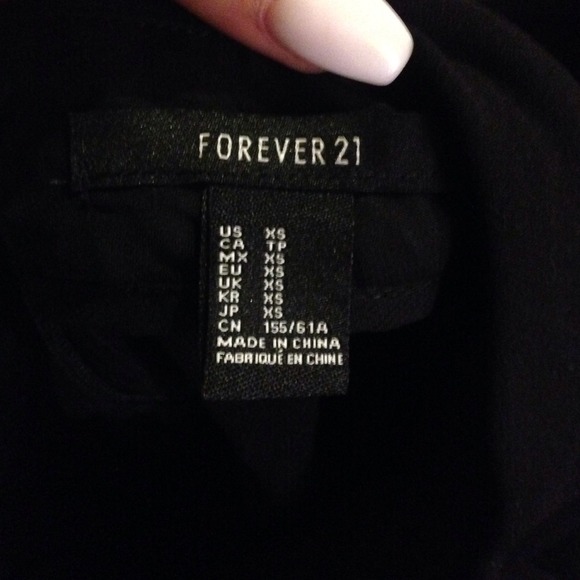 FOREVER 21
US XS
CA TP
MX XS
EU XS
UK XS
KR XS
JP XS
CN 155/61A
MADE IN CHINA
FABRIQUÉ EN CHINE